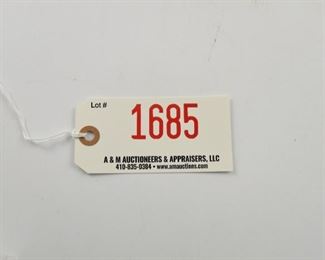 Lot #
1685
A & M AUCTIONEERS & APPRAISERS, LLC
410-835-0384 • www.amauctions.com